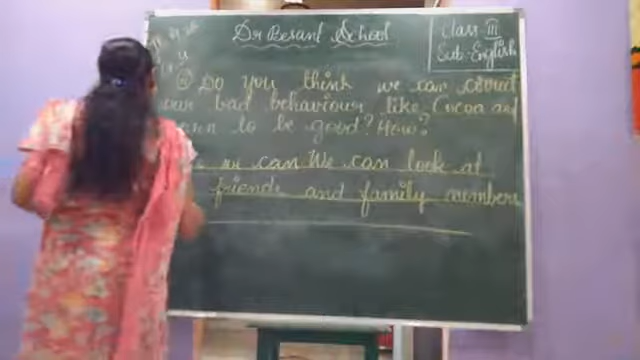 Dr Besant School
Class-III
Sub-English
Do you think we can correct
our bad behaviour like Cocoa and
to be good? How?
we can We can look at
friends and family members